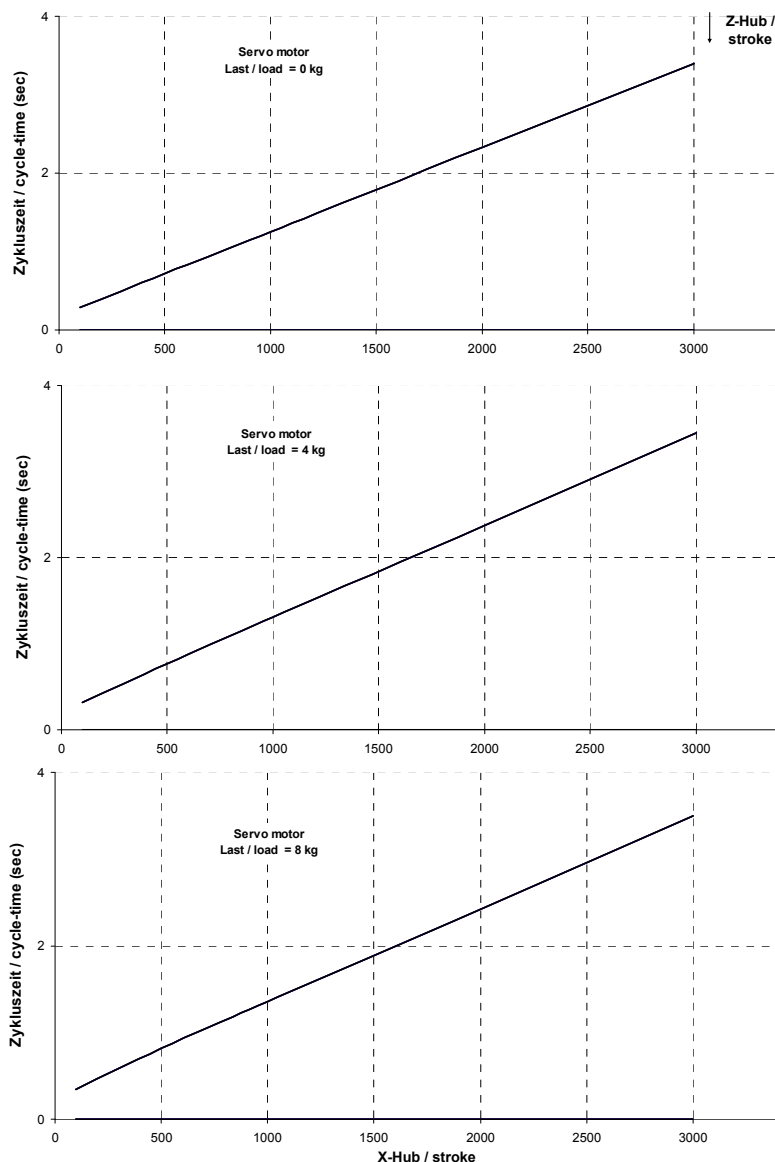 Z-Hub /
stroke
Servo motor
Last / load = 0 kg
Zykluszeit / cycle-time (sec)
4
2
0
0 500 1000 1500 2000 2500 3000
Servo motor
Last / load = 4 kg
Zykluszeit / cycle-time (sec)
4
2
0
0 500 1000 1500 2000 2500 3000
Servo motor
Last / load = 8 kg
Zykluszeit / cycle-time (sec)
4
2
0
0 500 1000 1500 2000 2500 3000
X-Hub / stroke